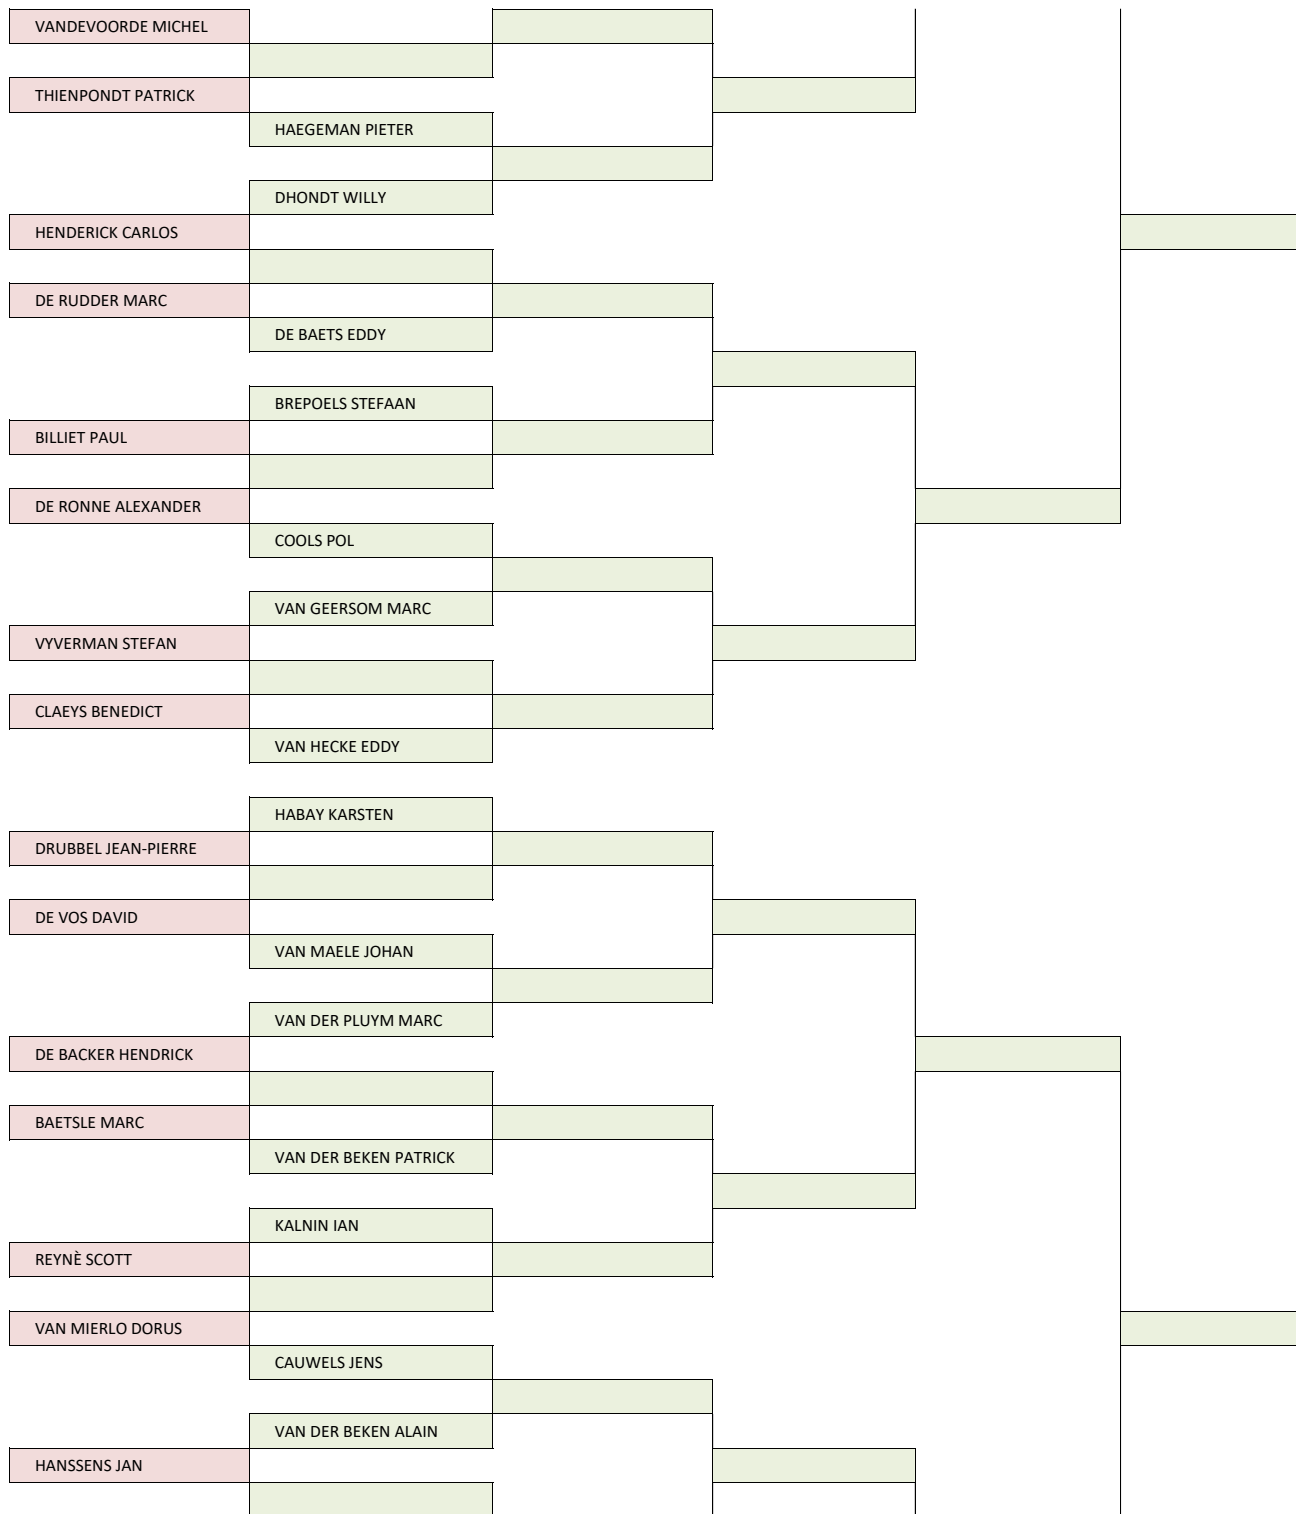 VANDEVOORDE MICHEL
THIENPONDT PATRICK
HAEGEMAN PIETER
DHONDT WILLY
HENDERICK CARLOS
DE RUDDER MARC
DE BAETS EDDY
BREPOELS STEFAAN
BILLIET PAUL
DE RONNE ALEXANDER
COOLS POL
VAN GEERSOM MARC
VYVERMAN STEFAN
CLAEYS BENEDICT
VAN HECKE EDDY
HABAY KARSTEN
DRUBBEL JEAN-PIERRE
DE VOS DAVID
VAN MAELE JOHAN
VAN DER PLUYM MARC
DE BACKER HENDRICK
BAETSLE MARC
VAN DER BEKEN PATRICK
KALNIN IAN
REYNÈ SCOTT
VAN MIERLO DORUS
CAUWELS JENS
VAN DER BEKEN ALAIN
HANSSENS JAN